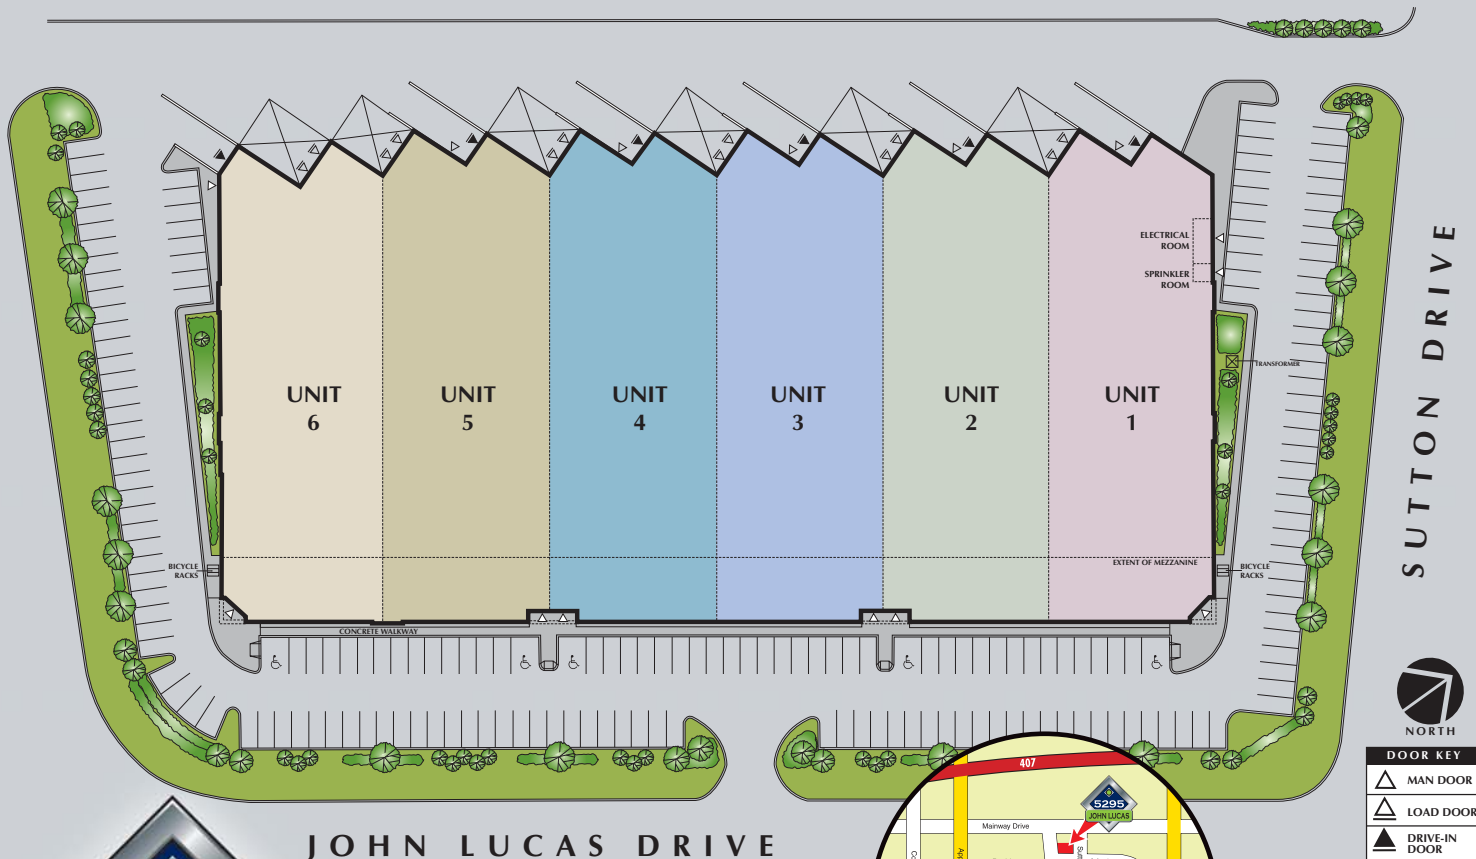 ELECTRICAL
ROOM
SPRINKLER
ROOM
TRANSFORMER
UNIT
6
UNIT
5
UNIT
4
UNIT
3
UNIT
2
UNIT
1
SUTTON DRIVE
EXTENT OF MEZZANINE
BICYCLE
RACKS
BICYCLE
RACKS
CONCRETE WALKWAY
NORTH
DOOR KEY
MAN DOOR
LOAD DOOR
DRIVE-IN
DOOR
407
5295
JOHN LUCAS
Mainway Drive
JOHN LUCAS DRIVE